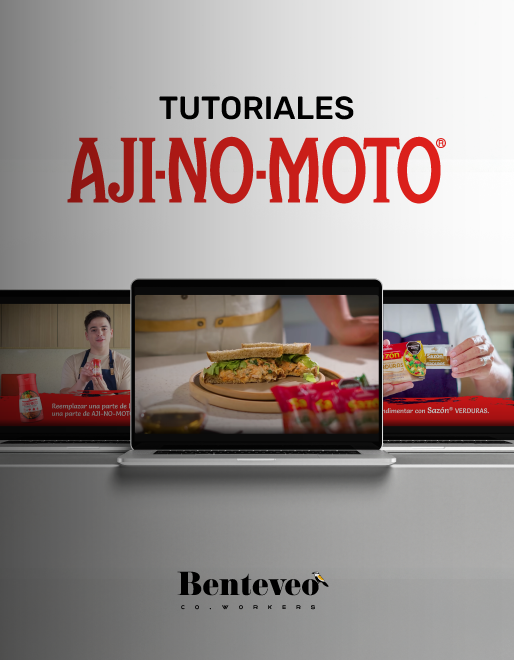 TUTORIALES
AJI-NO-MOTO®
Reemplazar una parte de
una parte de AJI-NO-MOT
ndimentar con Sazón® VERDURAS.
Sazón
Benteveo
CO.WORKERS